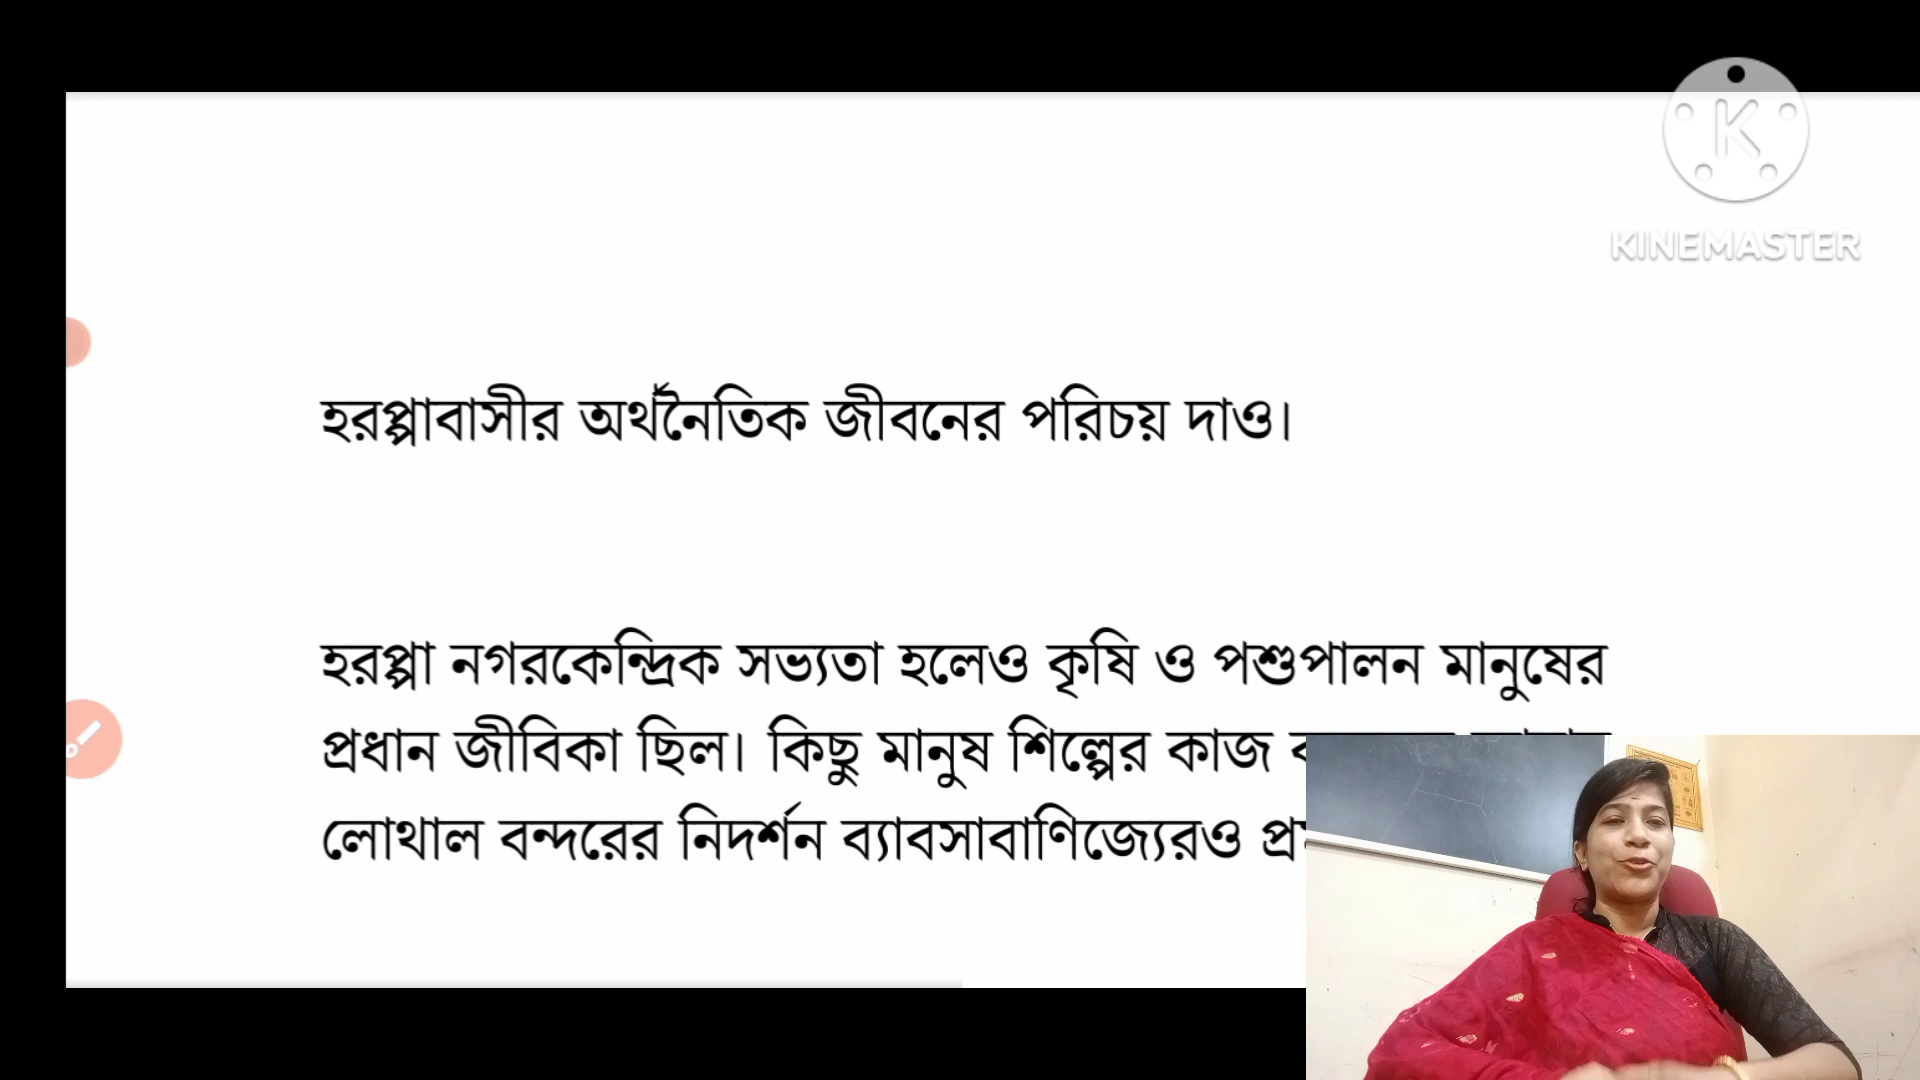 K
KINEMASTER
হরপ্পাবাসীর অর্থনৈতিক জীবনের পরিচয় দাও।
হরপ্পা নগরকেন্দ্রিক সভ্যতা হলেও কৃষি ও পশুপালন মানুষের
প্রধান জীবিকা ছিল। কিছু মানুষ শিল্পের কাজ
লোথাল বন্দরের নিদর্শন ব্যাবসাবাণিজ্যেরও